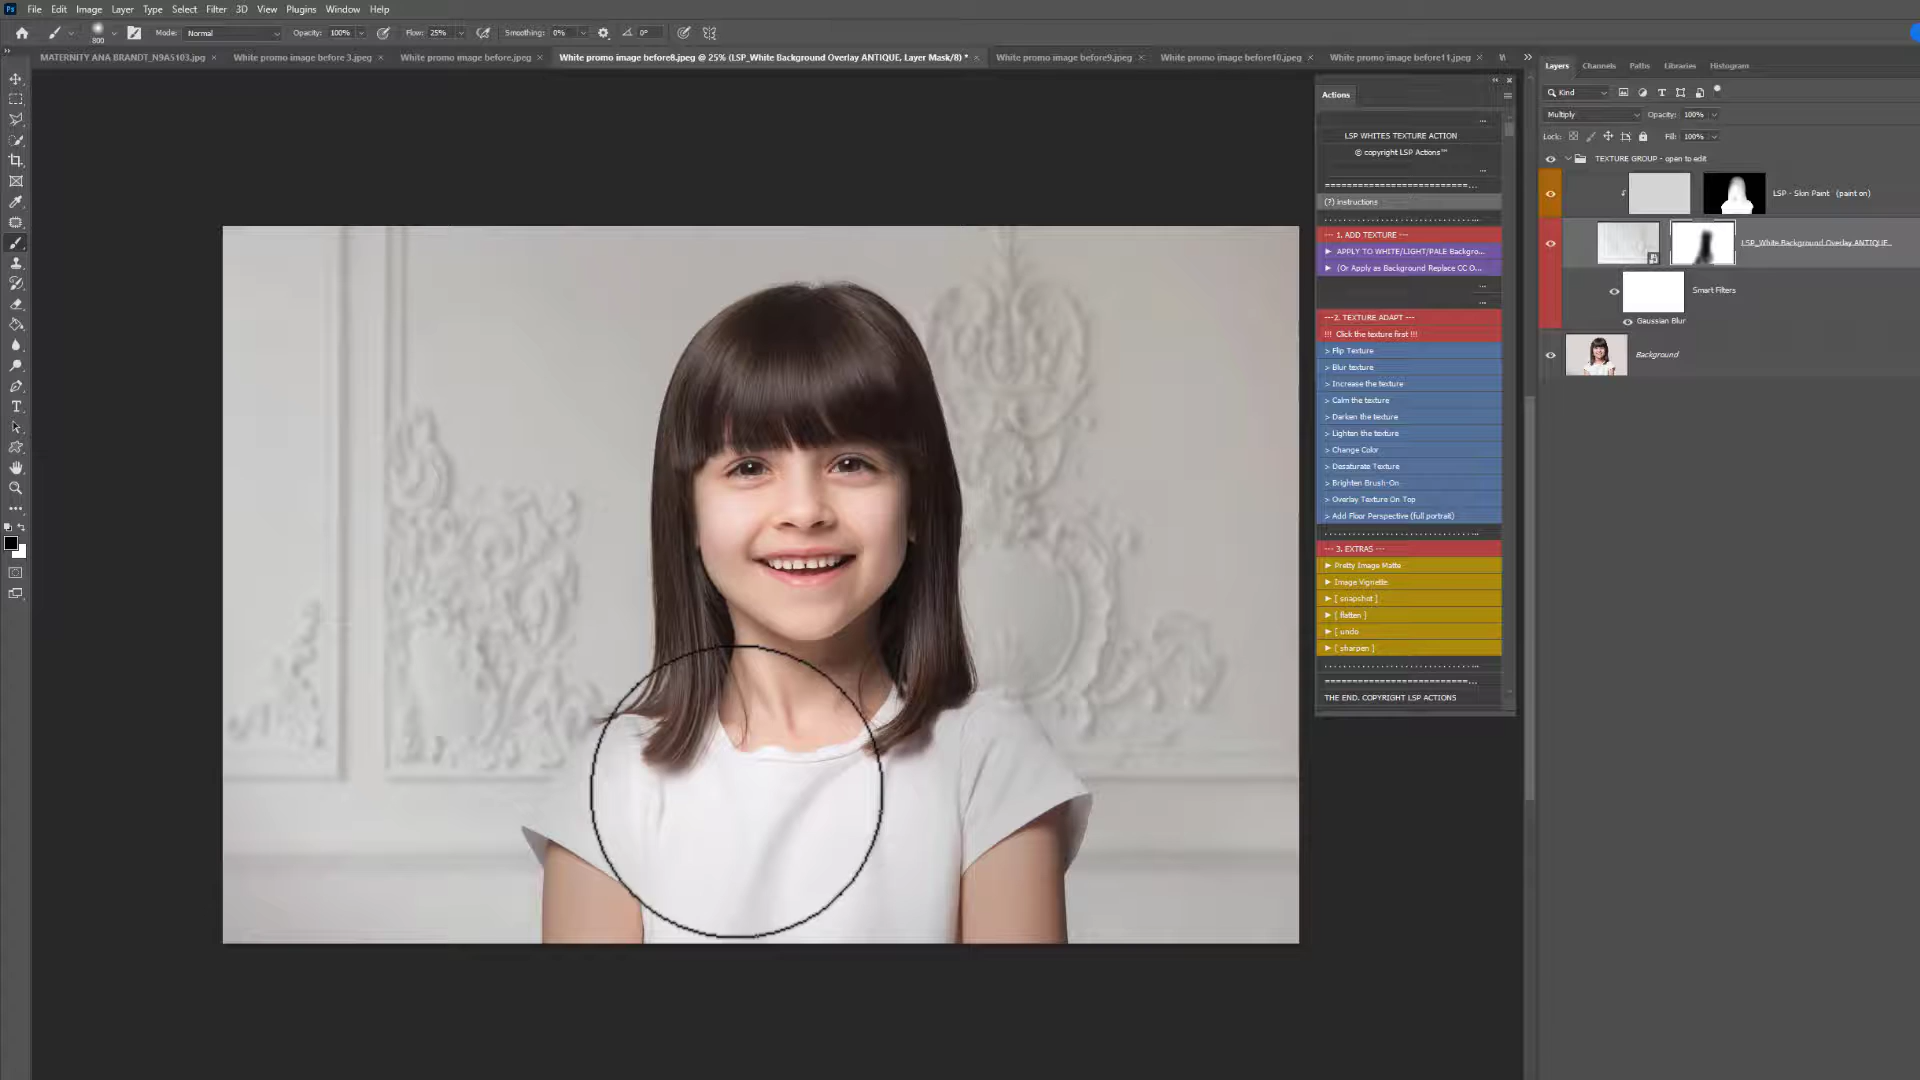 Ps File Edit Image Layer Type Select Filter 3D View Plugins Window Help
800 Mode: Normal Opacity: 100% Flow: 25% Smoothing: 0% 0°
MATERNITY ANA BRANDT_N9A5103.jpg × White promo image before 3.jpeg × White promo image before.jpeg × White promo image before8.jpeg @ 25% (LSP_White Background Overlay ANTIQUE, Layer Mask/8) * × White promo image before9.jpeg × White promo image before10.jpeg × White promo image before11.jpeg ×
Layers Channels Paths Libraries Histogram
Kind
Multiply Opacity: 100%
Lock: Fill: 100%
TEXTURE GROUP - open to edit
LSP - Skin Paint (paint on)
LSP_White Background Overlay ANTIQUE...
Smart Filters
Gaussian Blur
Background
Actions
...
LSP WHITES TEXTURE ACTION
© copyright LSP Actions™
...
==========================...
(?) instructions
--- 1. ADD TEXTURE ---
APPLY TO WHITE/LIGHT/PALE Backgro...
(Or Apply as Background Replace CC O...
...
...
---2. TEXTURE ADAPT ---
!!! Click the texture first !!!
> Flip Texture
> Blur texture
> Increase the texture
> Calm the texture
> Darken the texture
> Lighten the texture
> Change Color
> Desaturate Texture
> Brighten Brush-On
> Overlay Texture On Top
> Add Floor Perspective (full portrait)
--- 3. EXTRAS ---
Pretty Image Matte
Image Vignette
[ snapshot ]
[ flatten ]
[ undo
[ sharpen ]
==========================...
THE END. COPYRIGHT LSP ACTIONS